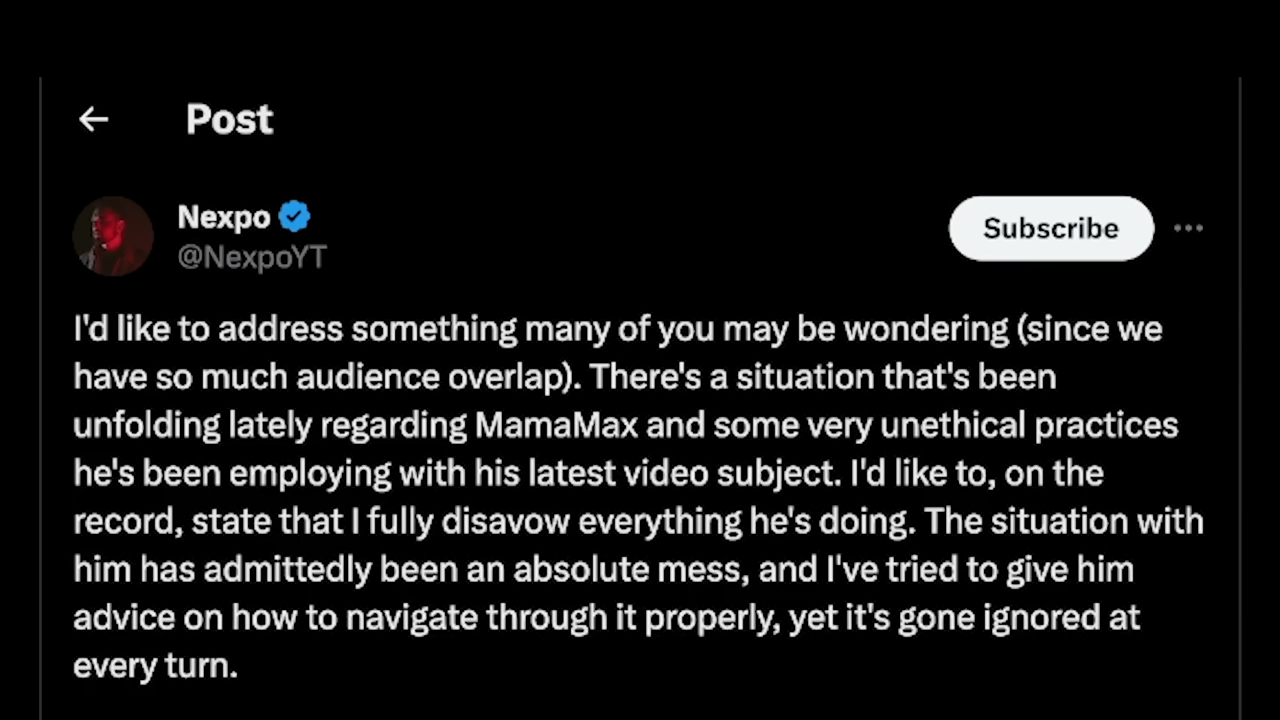 Post
Nexpo
@NexpoYT
Subscribe
I'd like to address something many of you may be wondering (since we
have so much audience overlap). There's a situation that's been
unfolding lately regarding MamaMax and some very unethical practices
he's been employing with his latest video subject. I'd like to, on the
record, state that I fully disavow everything he's doing. The situation with
him has admittedly been an absolute mess, and I've tried to give him
advice on how to navigate through it properly, yet it's gone ignored at
every turn.